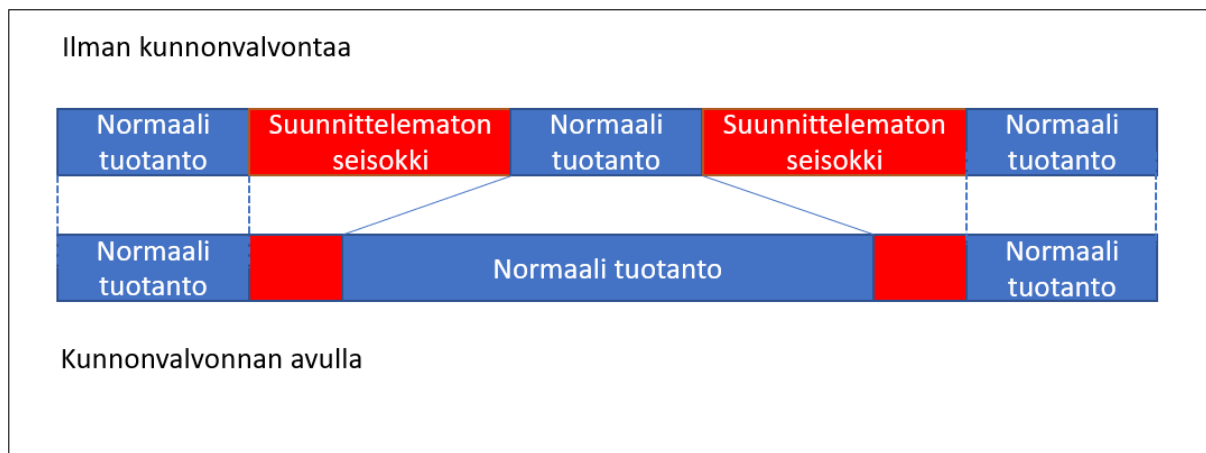 Ilman kunnonvalvontaa
Normaali
tuotanto
Suunnittelematon
seisokki
Normaali
tuotanto
Suunnittelematon
seisokki
Normaali
tuotanto
Normaali
tuotanto
Normaali tuotanto
Normaali
tuotanto
Kunnonvalvonnan avulla